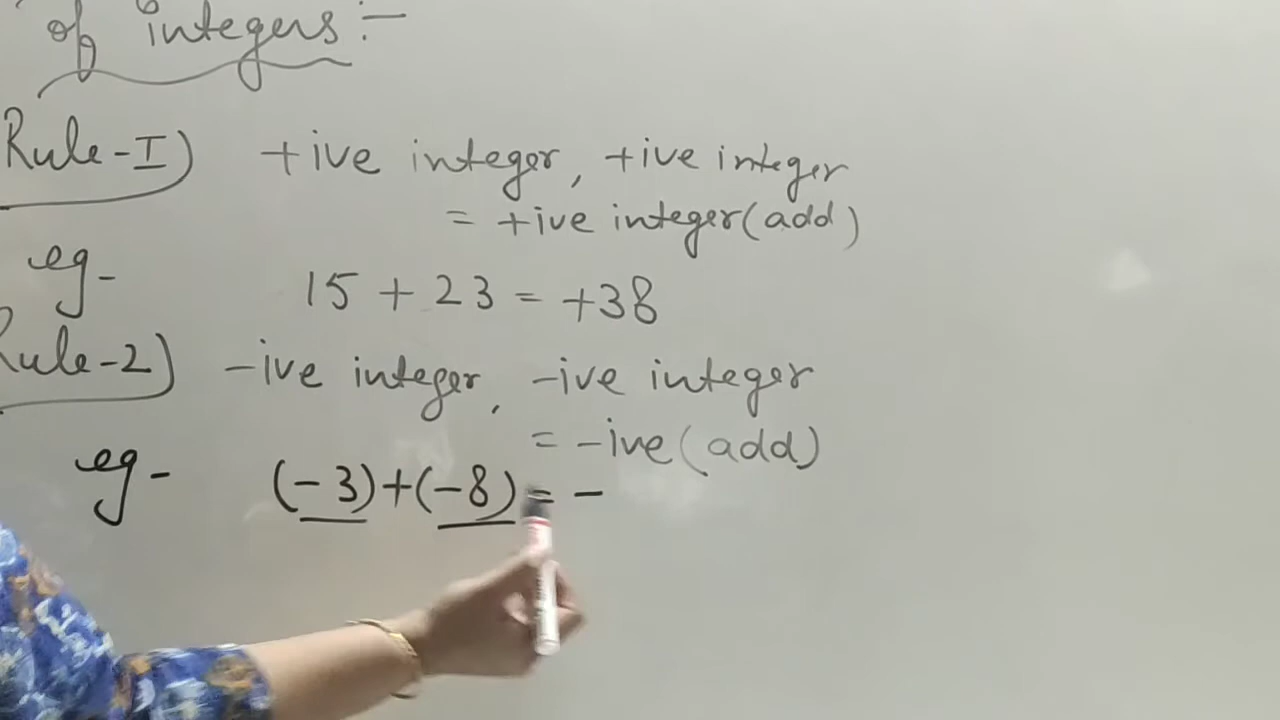 of integers :-
Rule-I) +ive integer, +ive integer
= +ive integer (add)
eg- 15 + 23 = +38
Rule-2) -ive integer, -ive integer
= -ive (add)
eg- (-3)+(-8) = -